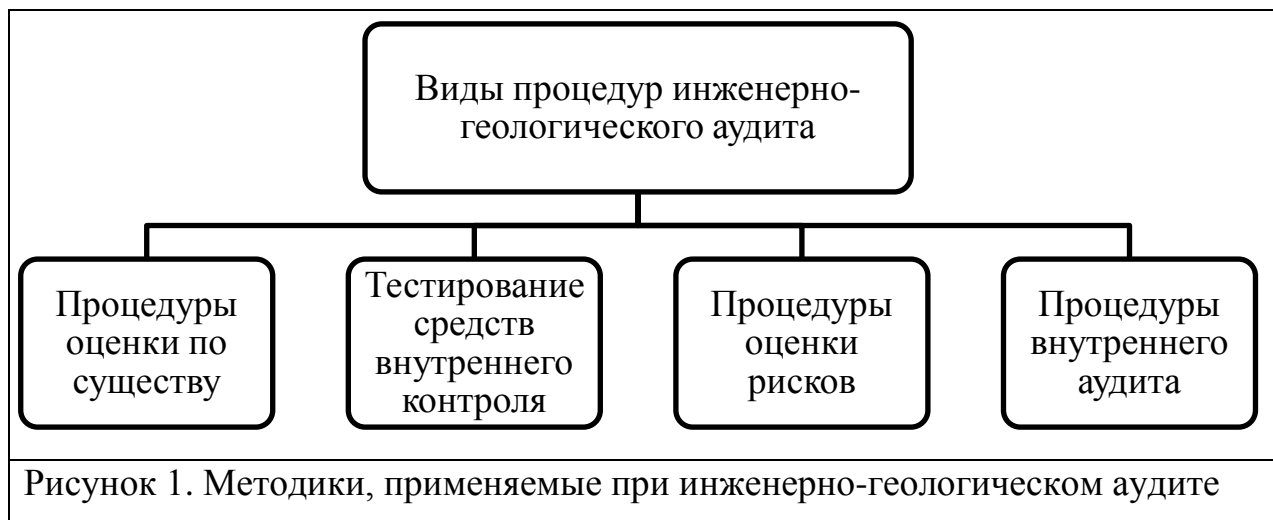 Виды процедур инженерно-
геологического аудита
Процедуры
оценки по
существу
Тестирование
средств
внутреннего
контроля
Процедуры
оценки
рисков
Процедуры
внутреннего
аудита
Рисунок 1. Методики, применяемые при инженерно-геологическом аудите